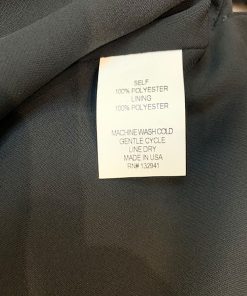 SELF
100% POLYESTER
LINING
100% POLYESTER
MACHINE WASH COLD
GENTLE CYCLE
LINE DRY
MADE IN USA
RN# 132941